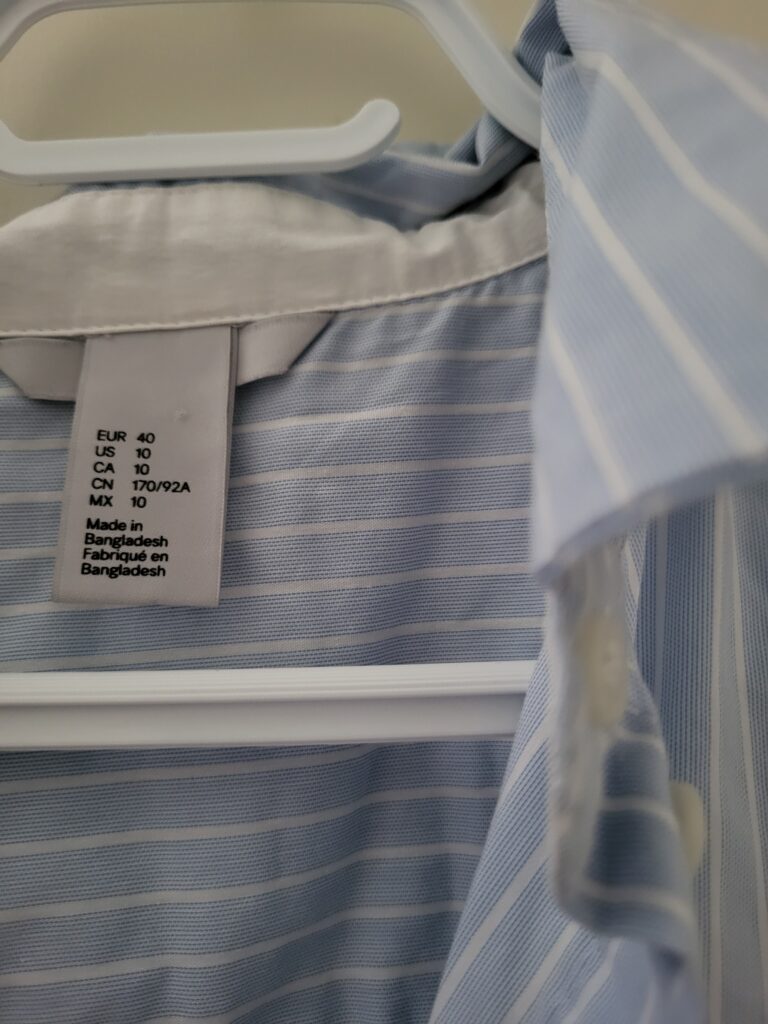 EUR 40
US 10
CA 10
CN 170/92A
MX 10
Made in
Bangladesh
Fabriqué en
Bangladesh